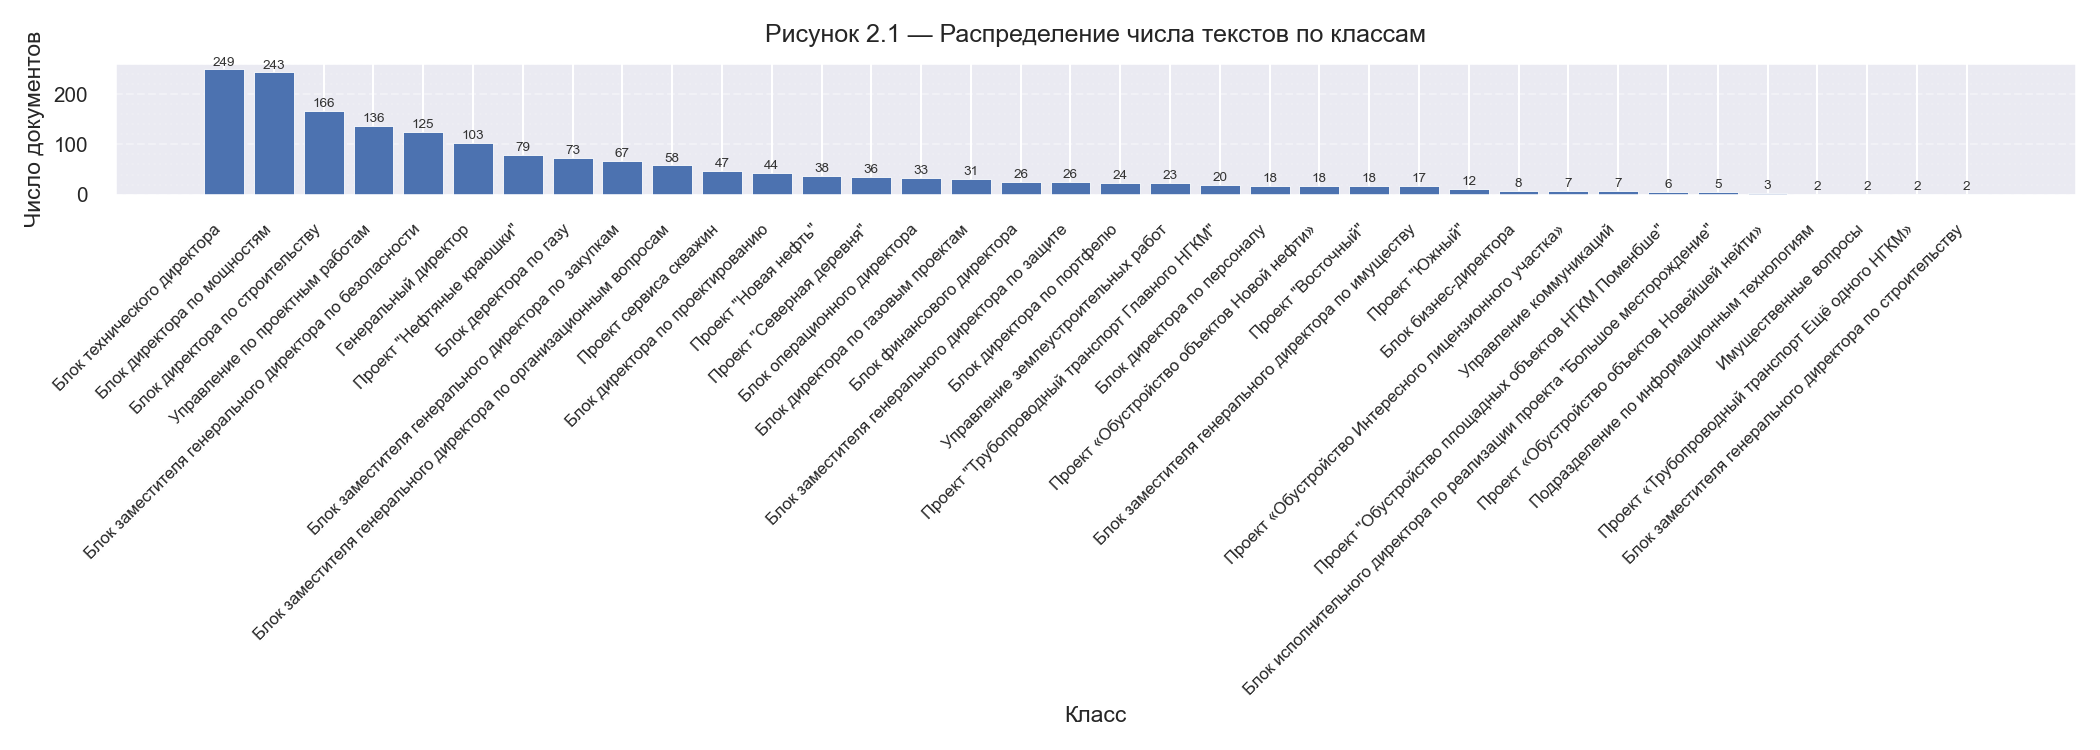 Рисунок 2.1 — Распределение числа текстов по классам
Число документов
200
100
0
249
243
166
136
125
103
79
73
67
58
47
44
38
36
33
31
26
26
24
23
20
18
18
18
17
12
8
7
7
6
5
3
2
2
2
2
Блок технического директора
Блок директора по мощностям
Блок директора по строительству
Управление по проектным работам
Блок заместителя генерального директора по безопасности
Генеральный директор
Проект "Нефтяные краюшки"
Блок директора по газу
Блок заместителя генерального директора по закупкам
Блок заместителя генерального директора по организационным вопросам
Проект сервиса скважин
Блок директора по проектированию
Проект "Новая нефть"
Проект "Северная деревня"
Блок операционного директора
Блок директора по газовым проектам
Блок финансового директора
Блок заместителя генерального директора по защите
Блок директора по портфелю
Управление землеустроительных работ
Проект "Трубопроводный транспорт Главного НГКМ"
Блок директора по персоналу
Проект «Обустройство объектов Новой нефти»
Проект "Восточный"
Блок заместителя генерального директора по имуществу
Проект "Южный"
Блок бизнес-директора
Проект «Обустройство Интересного лицензионного участка»
Управление коммуникаций
Проект "Обустройство площадных объектов НГКМ Поменбше"
Блок исполнительного директора по реализации проекта "Большое месторождение"
Проект «Обустройство объектов Новейшей нейти»
Подразделение по информационным технологиям
Имущественные вопросы
Проект «Трубопроводный транспорт Ещё одного НГКМ»
Блок заместителя генерального директора по строительству
Класс